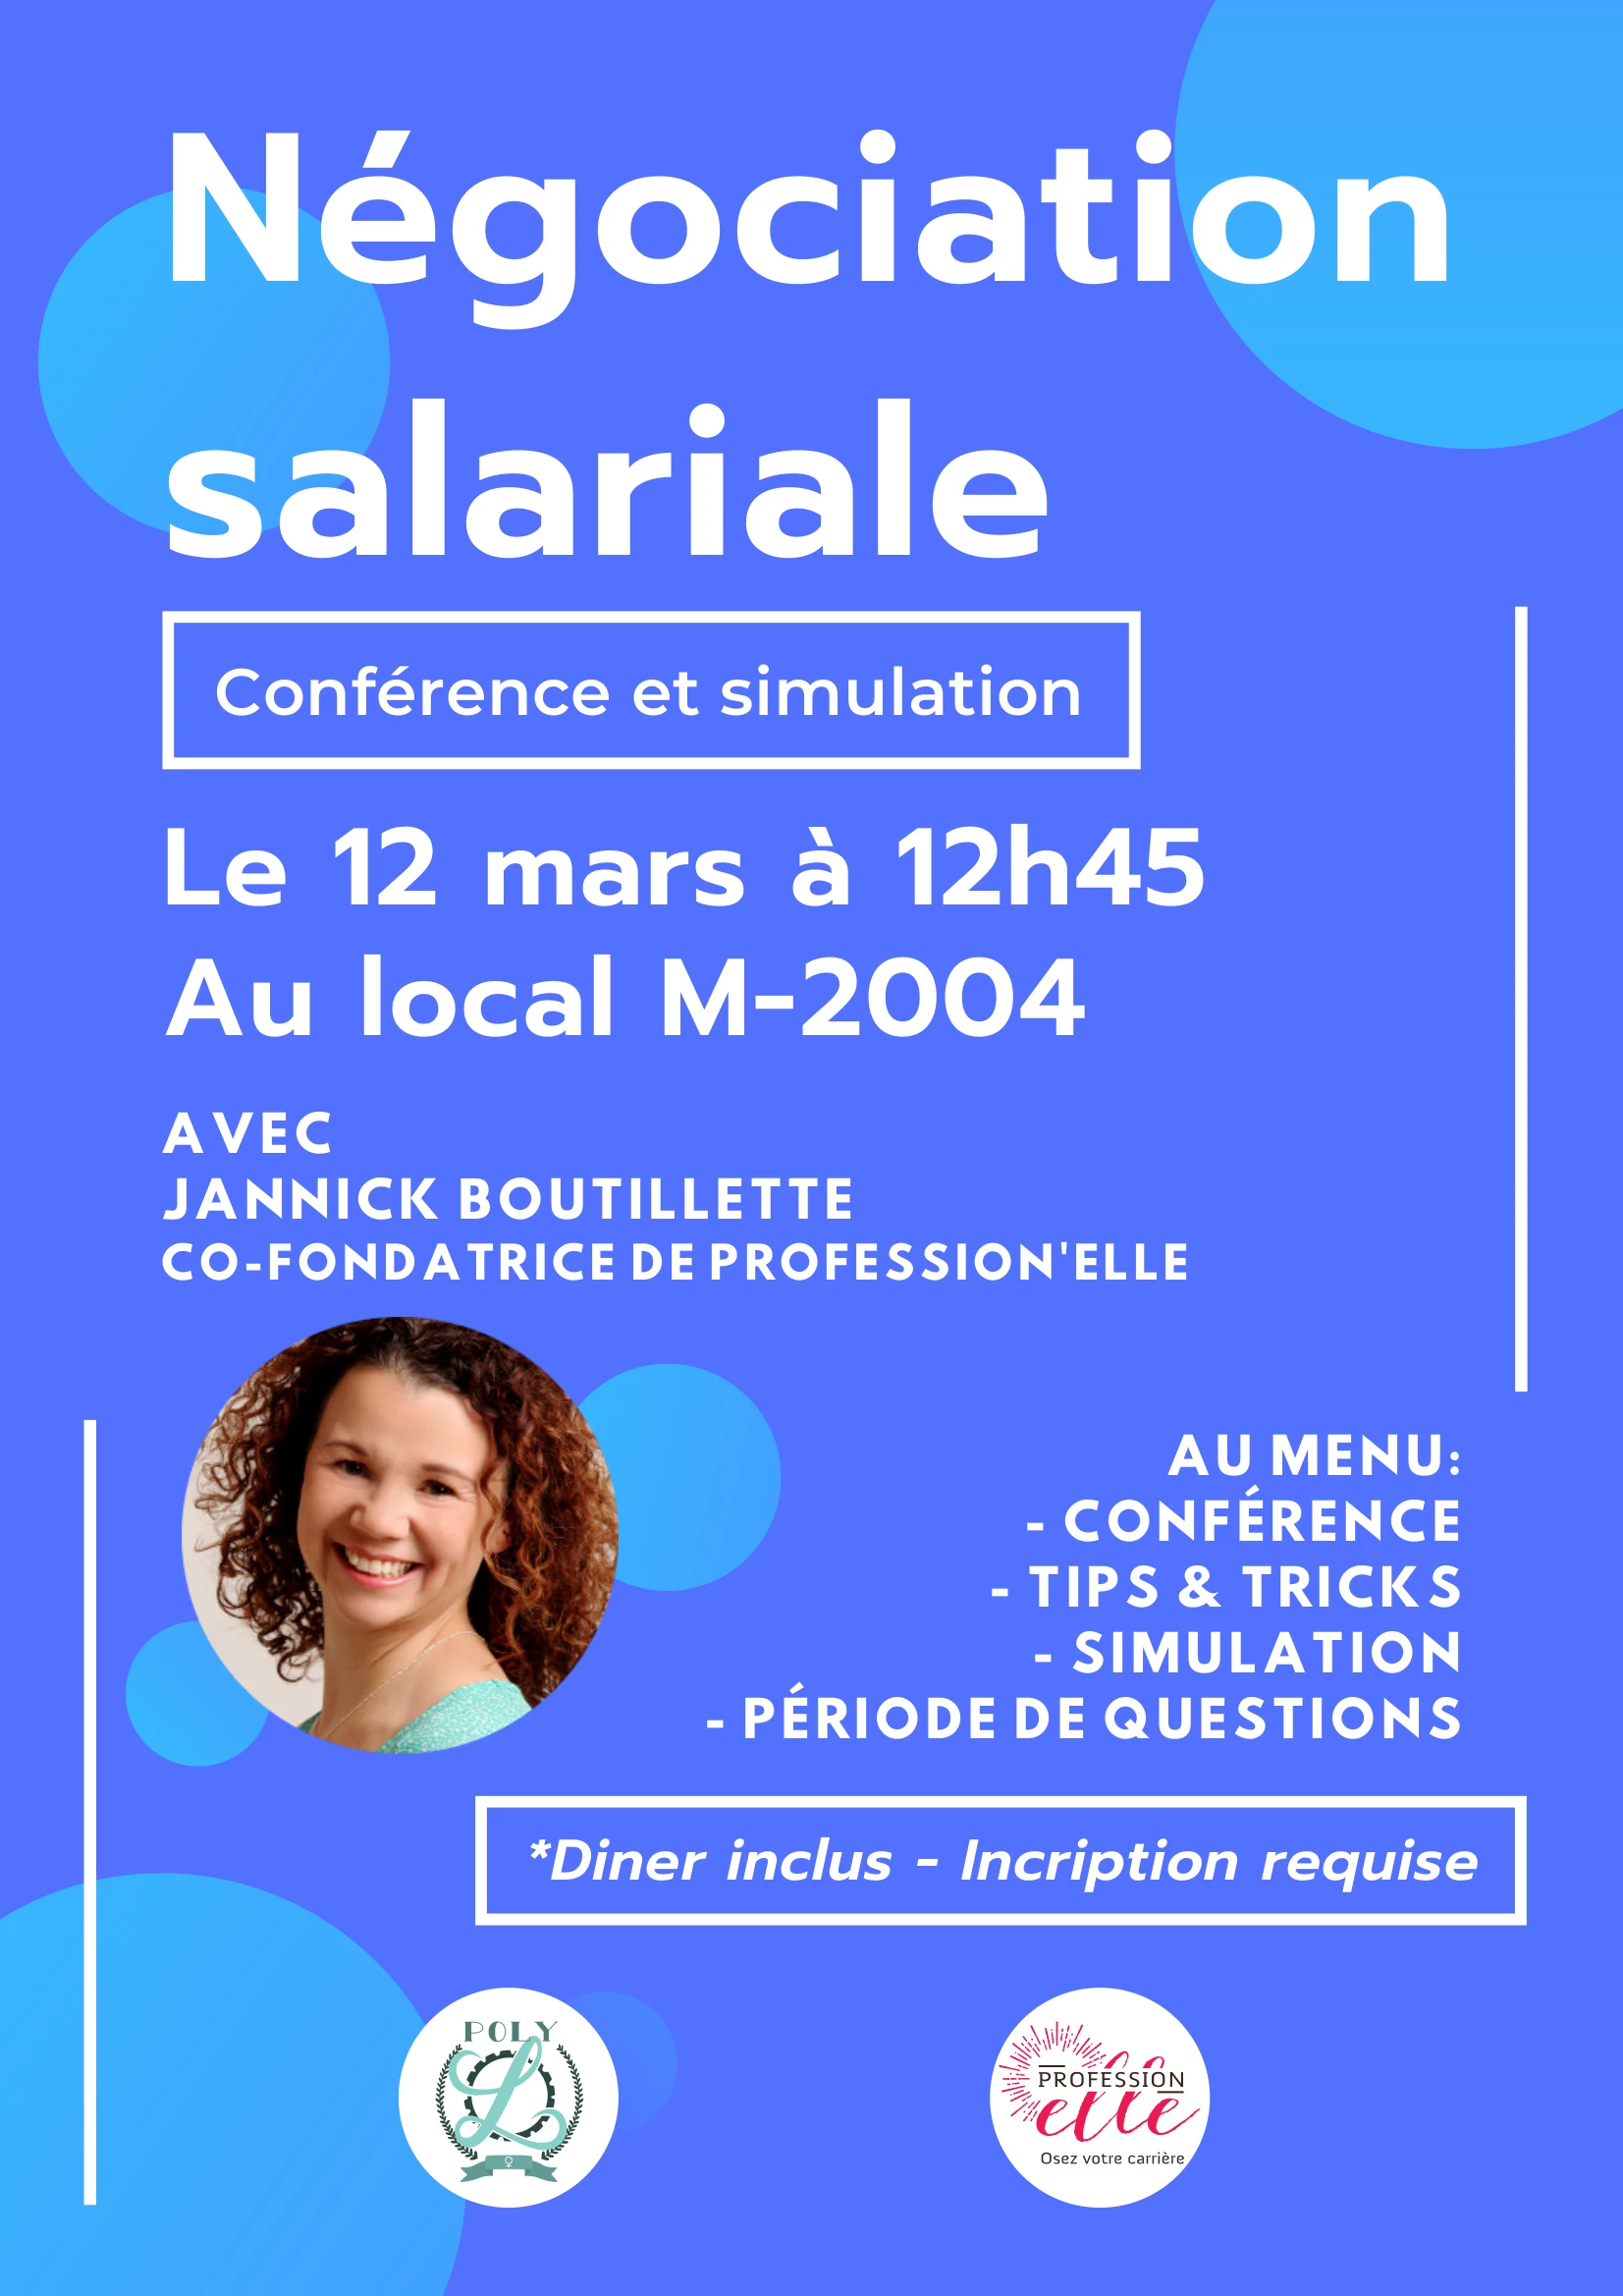 Négociation
salariale
Conférence et simulation
Le 12 mars à 12h45
Au local M-2004
AVEC
JANNICK BOUTILLETTE
CO-FONDATRICE DE PROFESSION'ELLE
AU MENU:
- CONFÉRENCE
- TIPS & TRICKS
- SIMULATION
- PÉRIODE DE QUESTIONS
*Diner inclus - Incription requise
POLY
L
PROFESSION
elle
Osez votre carrière